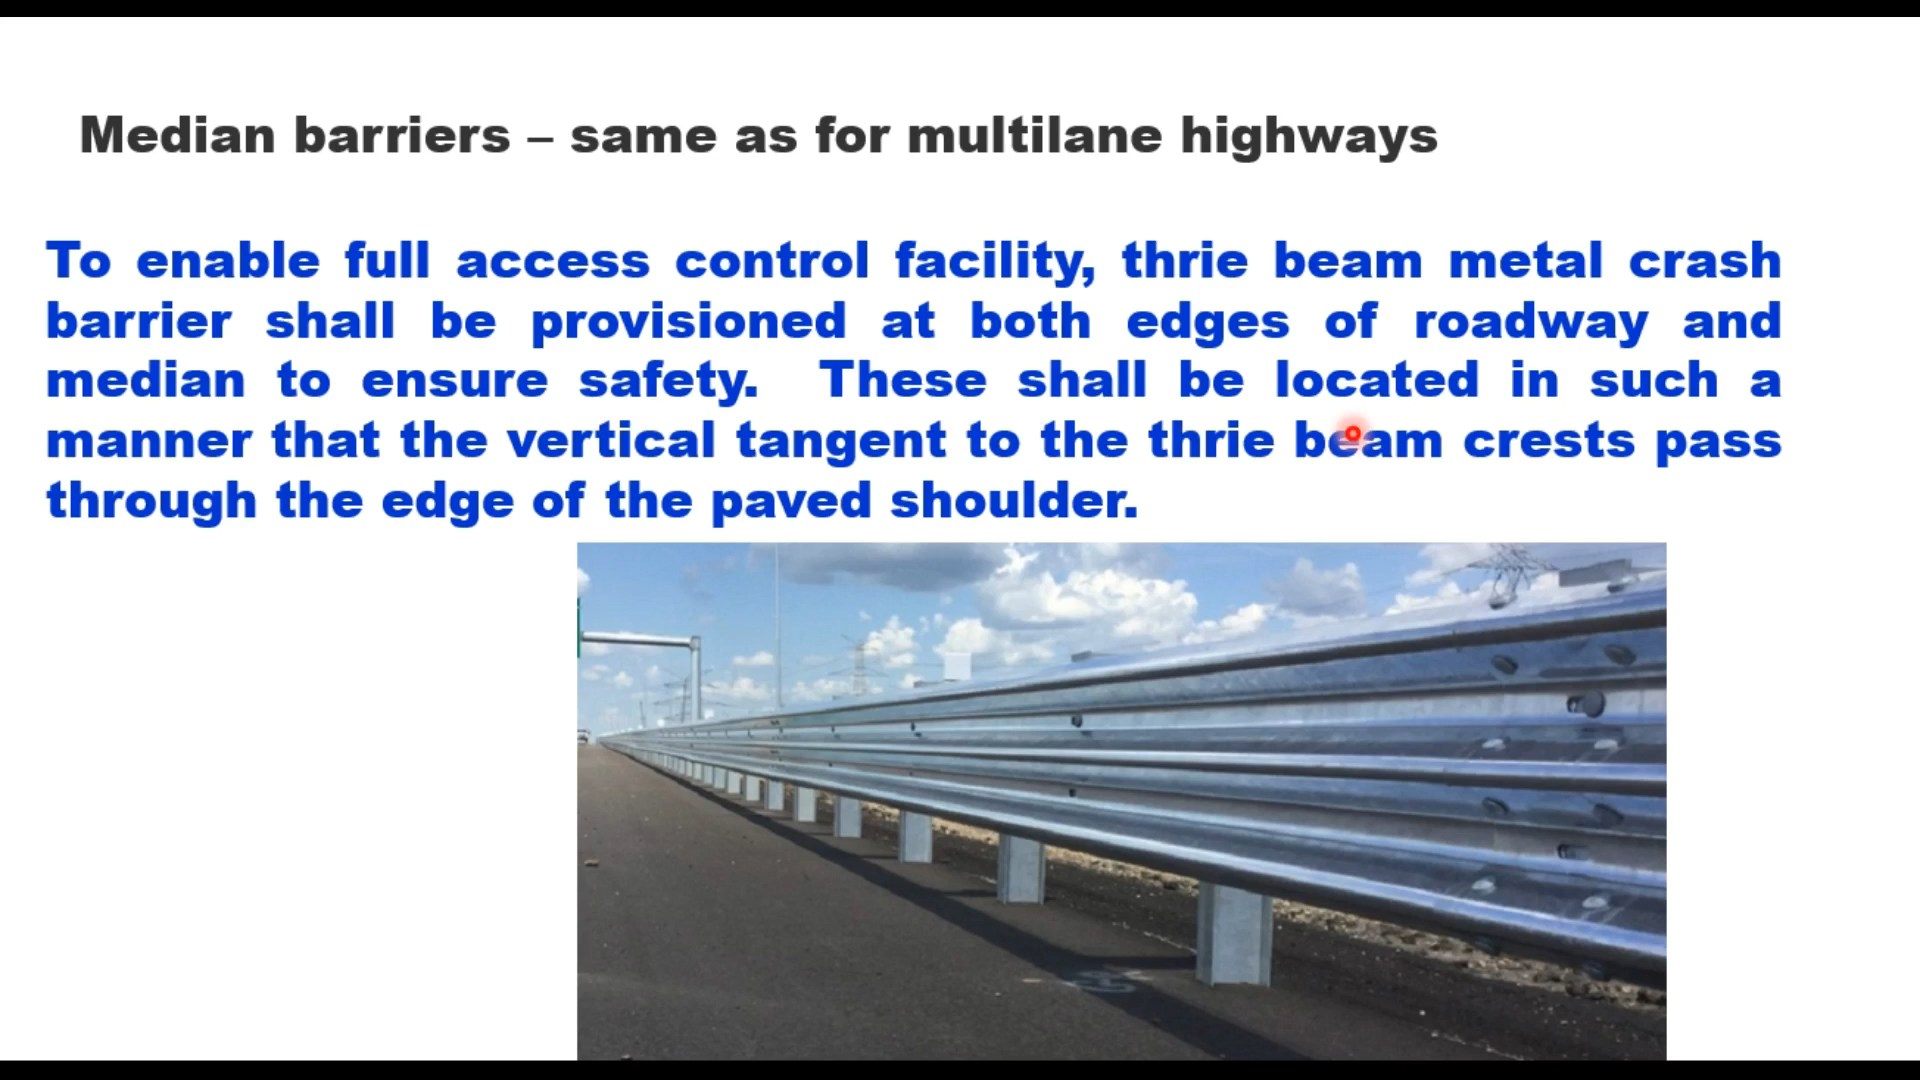 Median barriers – same as for multilane highways
To enable full access control facility, thrie beam metal crash
barrier shall be provisioned at both edges of roadway and
median to ensure safety. These shall be located in such a
manner that the vertical tangent to the thrie beam crests pass
through the edge of the paved shoulder.